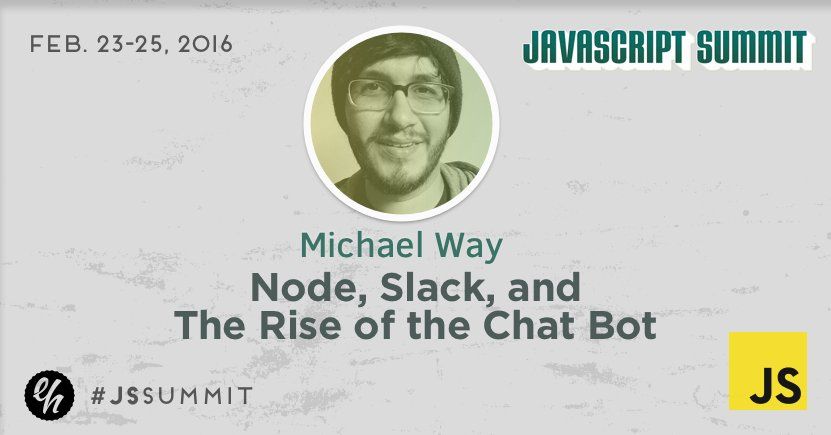 FEB. 23-25, 2016
JAVASCRIPT SUMMIT
Michael Way
Node, Slack, and
The Rise of the Chat Bot
eh #JSSUMMIT
JS